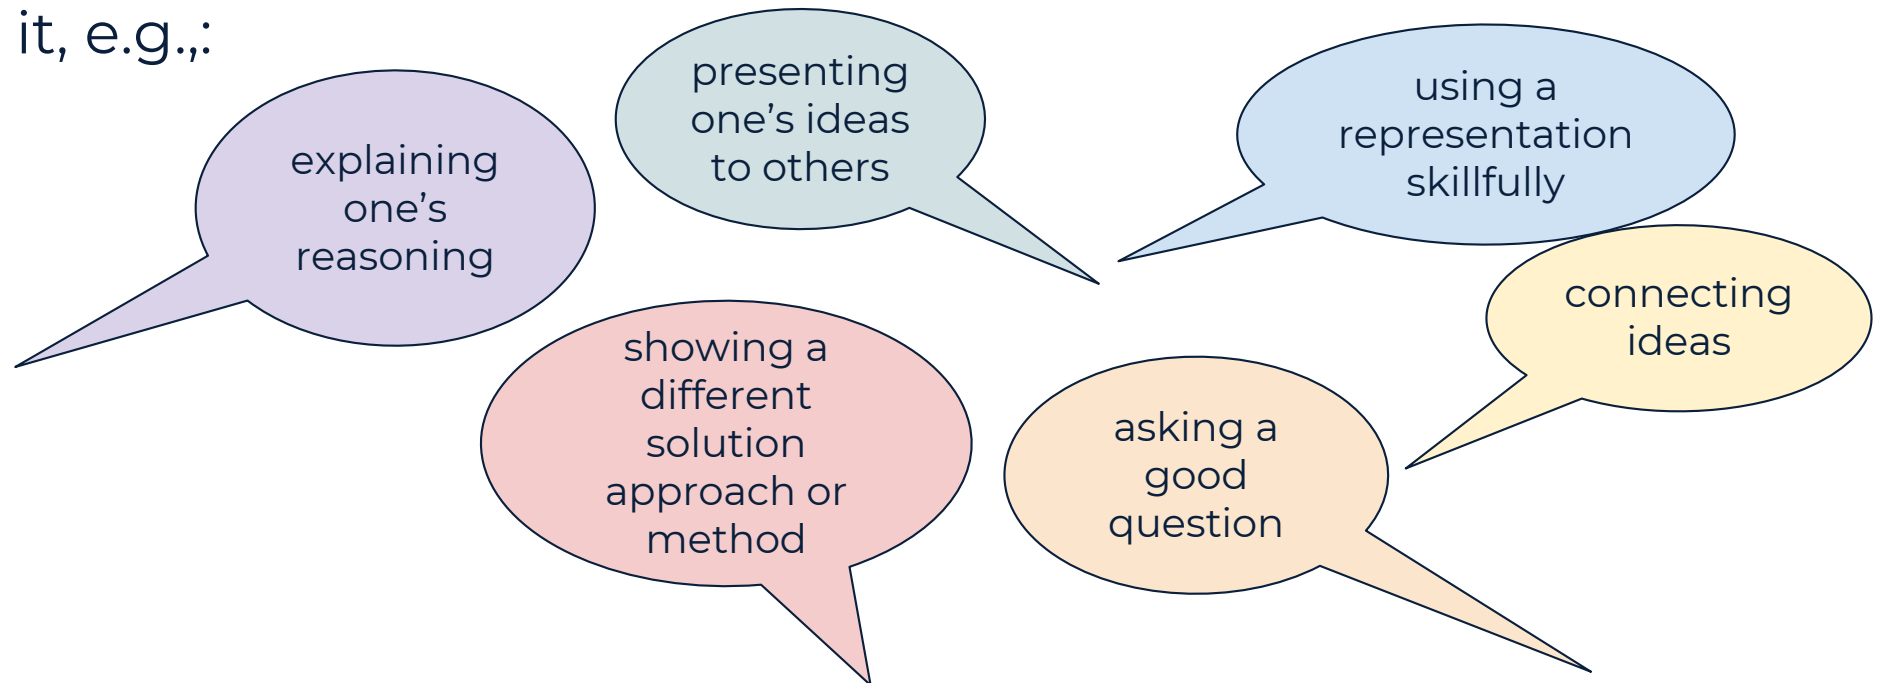 it, e.g.,:
explaining
one’s
reasoning
presenting
one’s ideas
to others
using a
representation
skillfully
connecting
ideas
showing a
different
solution
approach or
method
asking a
good
question